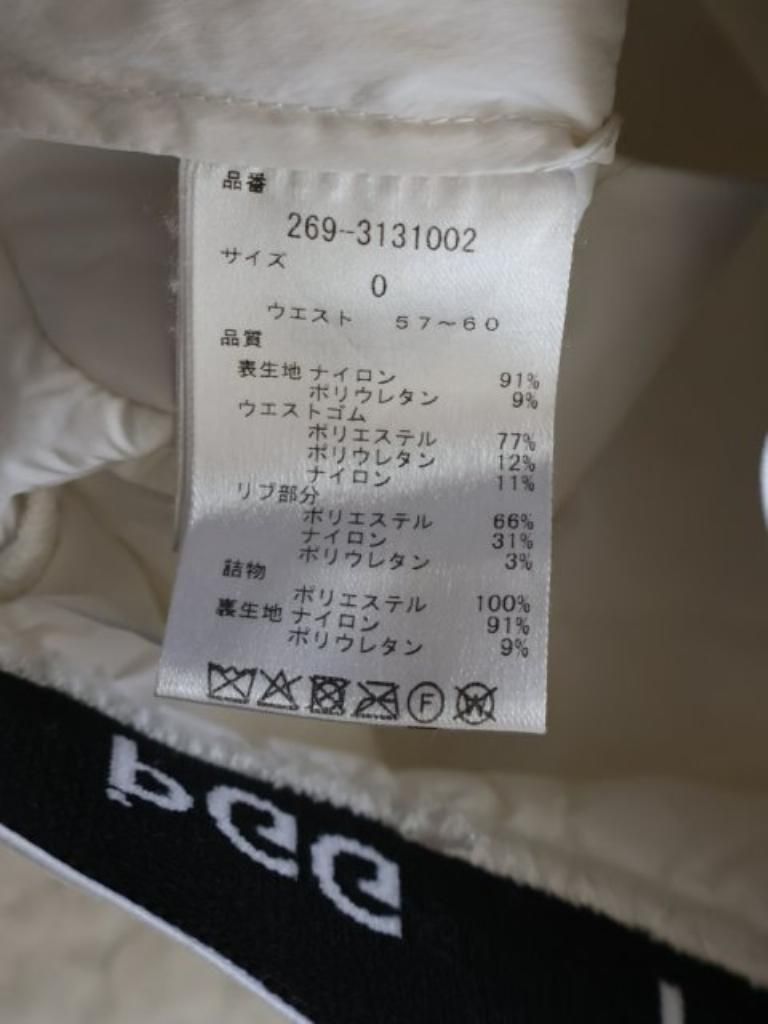 品番
269-3131002
サイズ
0
ウエスト 57～60
品質
表生地 ナイロン 91%
ポリウレタン 9%
ウエストゴム
ポリエステル 77%
ポリウレタン 12%
ナイロン 11%
リブ部分
ポリエステル 66%
ナイロン 31%
ポリウレタン 3%
詰物
ポリエステル 100%
裏生地 ナイロン 91%
ポリウレタン 9%
F W